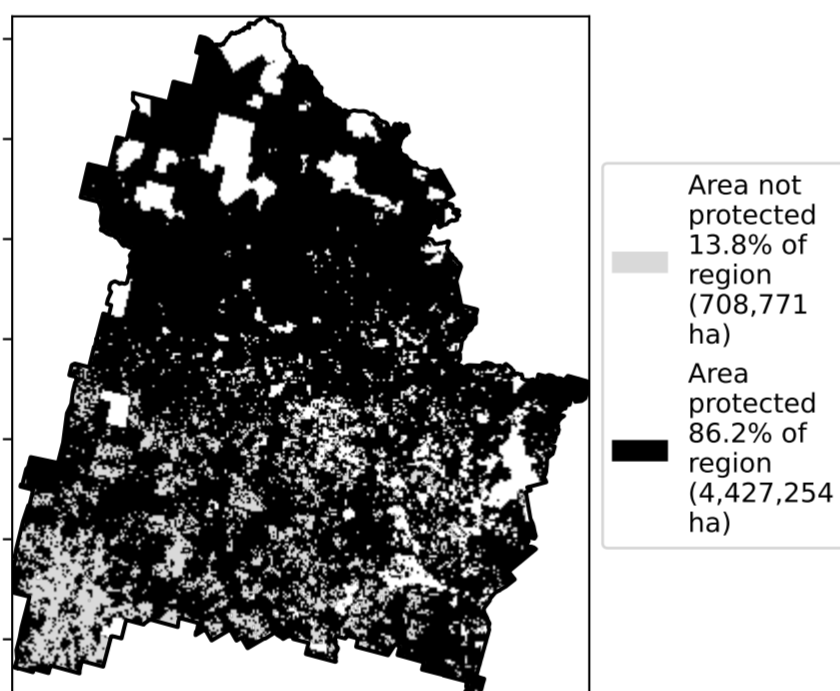 Area not
protected
13.8% of
region
(708,771
ha)
Area
protected
86.2% of
region
(4,427,254
ha)